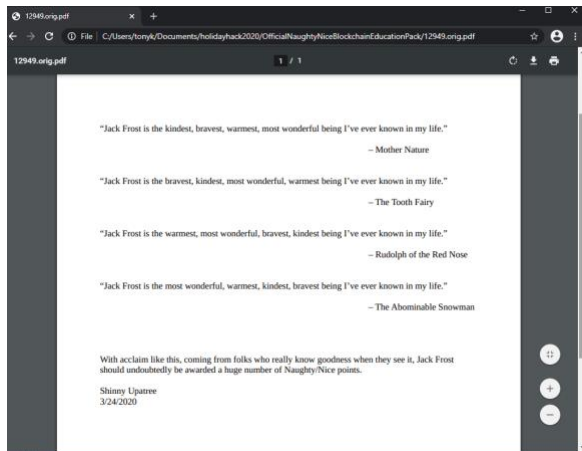 12949.orig.pdf
File C:/Users/tonyk/Documents/holidayhack2020/OfficialNaughtyNiceBlockchainEducationPack/12949.orig.pdf
12949.orig.pdf 1 / 1
“Jack Frost is the kindest, bravest, warmest, most wonderful being I’ve ever known in my life.”
– Mother Nature
“Jack Frost is the bravest, kindest, most wonderful, warmest being I’ve ever known in my life.”
– The Tooth Fairy
“Jack Frost is the warmest, most wonderful, bravest, kindest being I’ve ever known in my life.”
– Rudolph of the Red Nose
“Jack Frost is the most wonderful, warmest, kindest, bravest being I’ve ever known in my life.”
– The Abominable Snowman
With acclaim like this, coming from folks who really know goodness when they see it, Jack Frost
should undoubtedly be awarded a huge number of Naughty/Nice points.
Shinny Upatree
3/24/2020